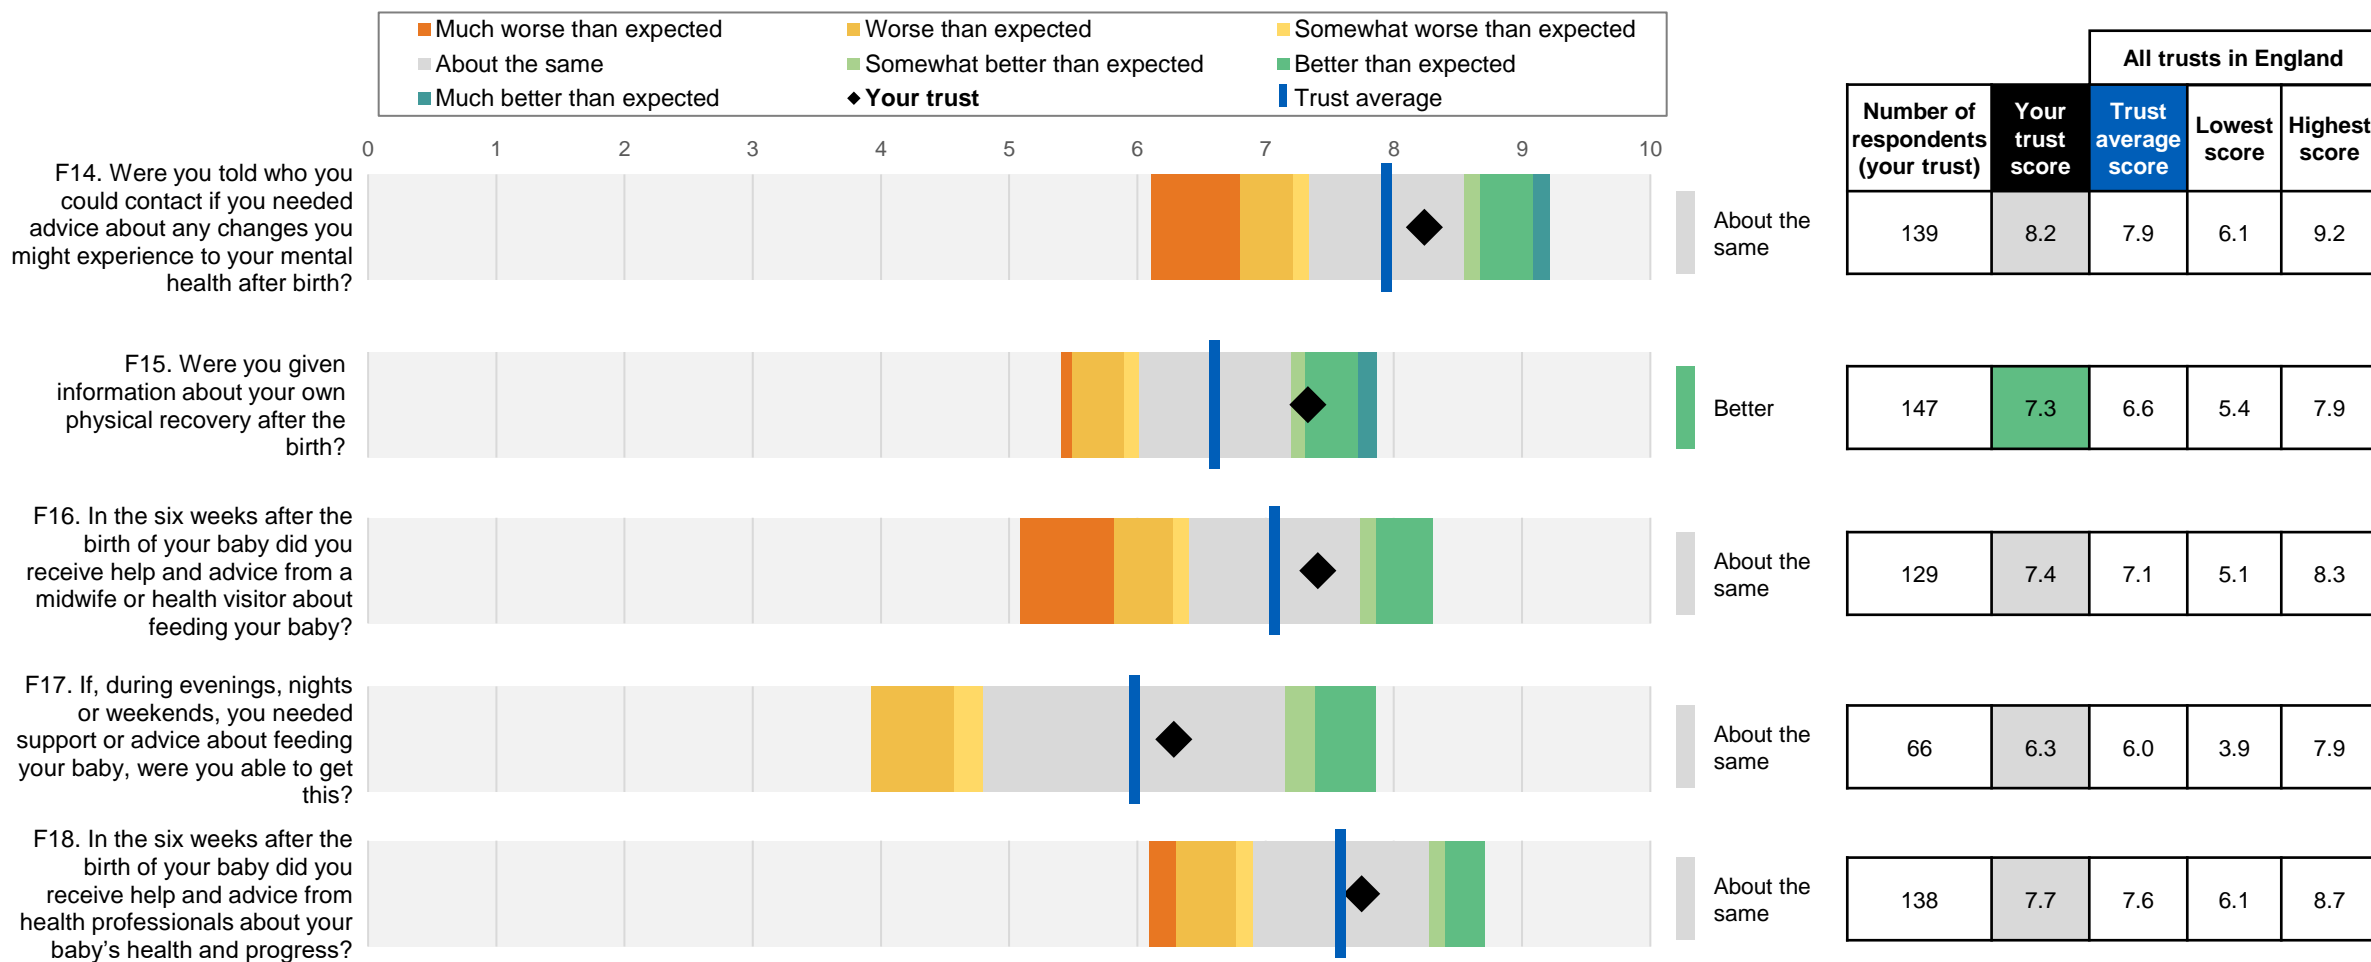 Much worse than expected
Worse than expected
Somewhat worse than expected
About the same
Somewhat better than expected
Better than expected
Much better than expected
Your trust
Trust average
All trusts in England
Number of
respondents
(your trust)
Your
trust
score
Trust
average
score
Lowest
score
Highest
score
0 1 2 3 4 5 6 7 8 9 10
F14. Were you told who you
could contact if you needed
advice about any changes you
might experience to your mental
health after birth?
About the
same
139 8.2 7.9 6.1 9.2
F15. Were you given
information about your own
physical recovery after the
birth?
Better
147 7.3 6.6 5.4 7.9
F16. In the six weeks after the
birth of your baby did you
receive help and advice from a
midwife or health visitor about
feeding your baby?
About the
same
129 7.4 7.1 5.1 8.3
F17. If, during evenings, nights
or weekends, you needed
support or advice about feeding
your baby, were you able to get
this?
About the
same
66 6.3 6.0 3.9 7.9
F18. In the six weeks after the
birth of your baby did you
receive help and advice from
health professionals about your
baby’s health and progress?
About the
same
138 7.7 7.6 6.1 8.7